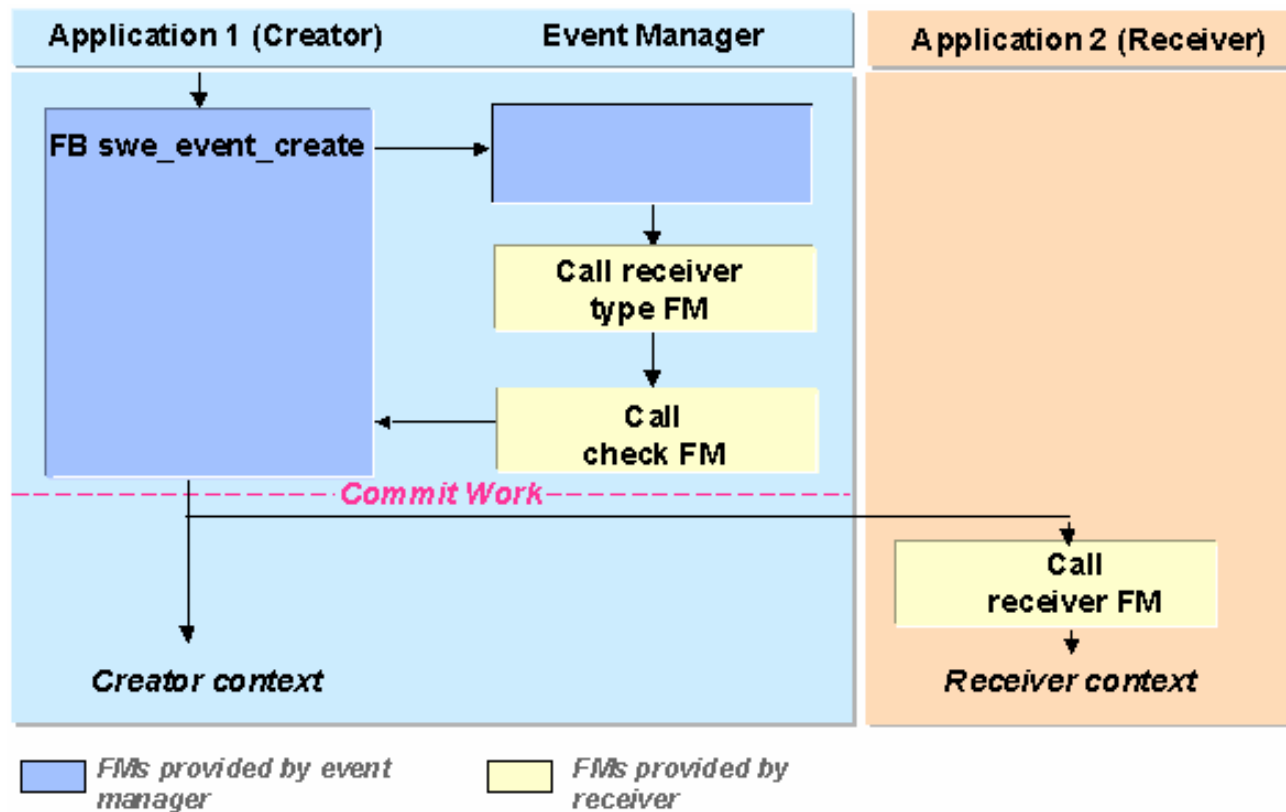 Application 1 (Creator)
Event Manager
Application 2 (Receiver)
FB swe_event_create
Call receiver
type FM
Call
check FM
Commit Work
Call
receiver FM
Creator context
Receiver context
FMs provided by event
manager
FMs provided by
receiver